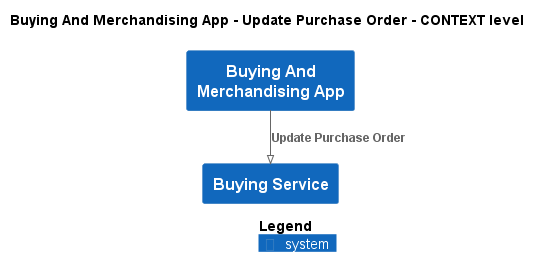 Buying And Merchandising App - Update Purchase Order - CONTEXT level
Buying And
Merchandising App
Update Purchase Order
Buying Service
Legend
system